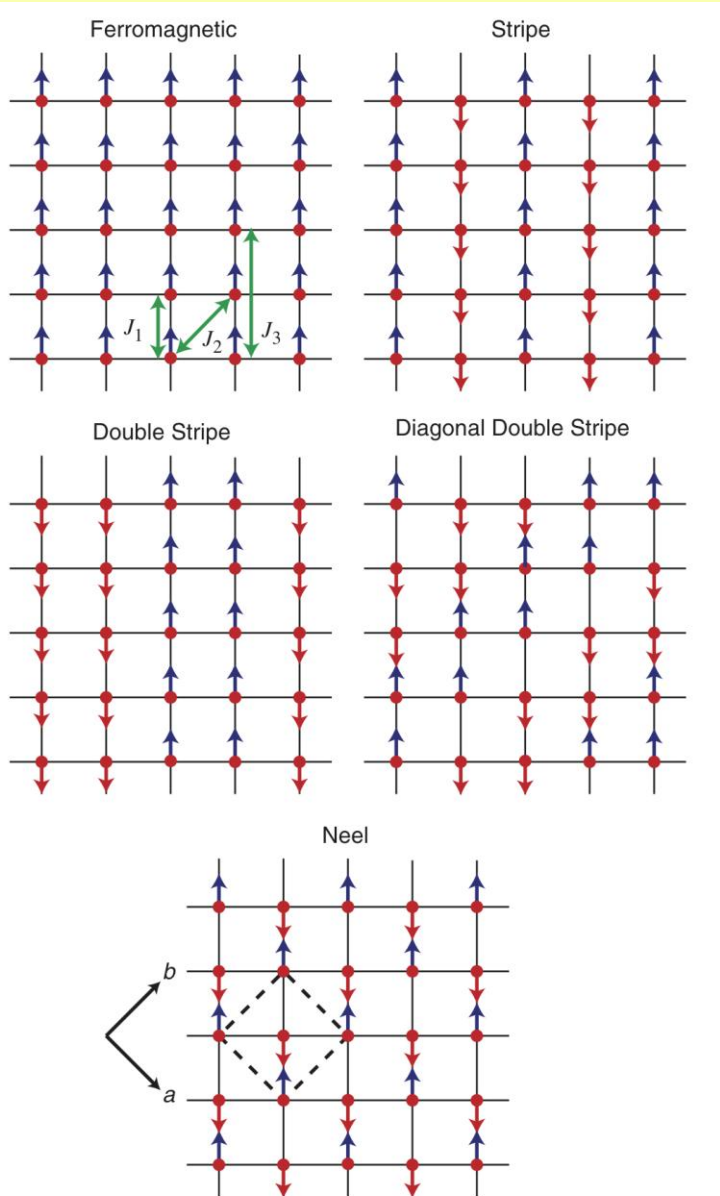 Ferromagnetic
Stripe
J1
J2
J3
Double Stripe
Diagonal Double Stripe
Neel
b
a